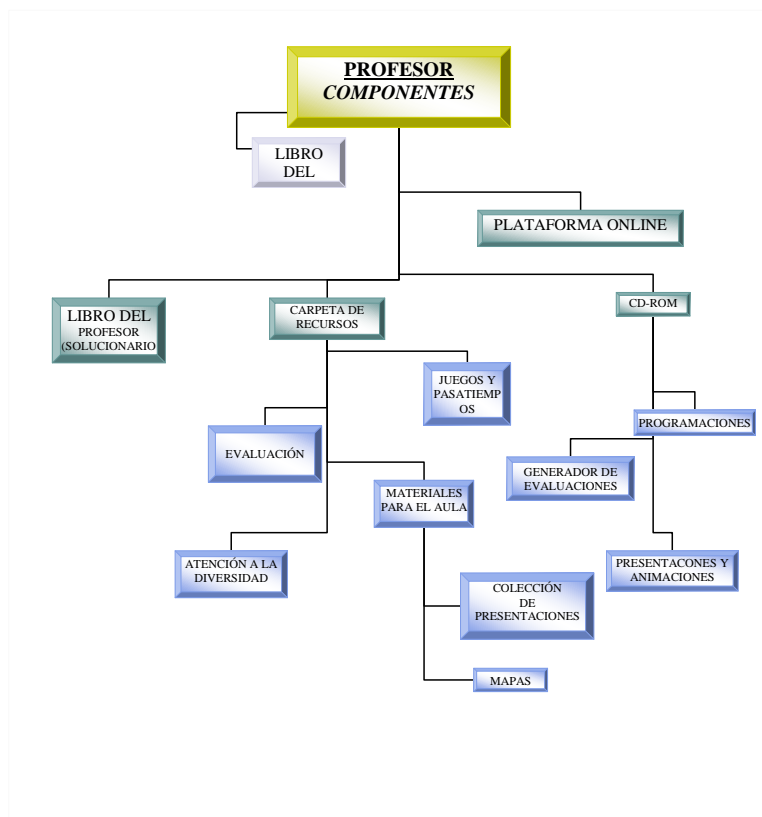 PROFESOR
COMPONENTES
LIBRO
DEL
PLATAFORMA ONLINE
LIBRO DEL
PROFESOR
(SOLUCIONARIO
CARPETA DE
RECURSOS
CD-ROM
JUEGOS Y
PASATIEMP
OS
PROGRAMACIONES
EVALUACIÓN
GENERADOR DE
EVALUACIONES
MATERIALES
PARA EL AULA
ATENCIÓN A LA
DIVERSIDAD
PRESENTACONES Y
ANIMACIONES
COLECCIÓN
DE
PRESENTACIONES
MAPAS